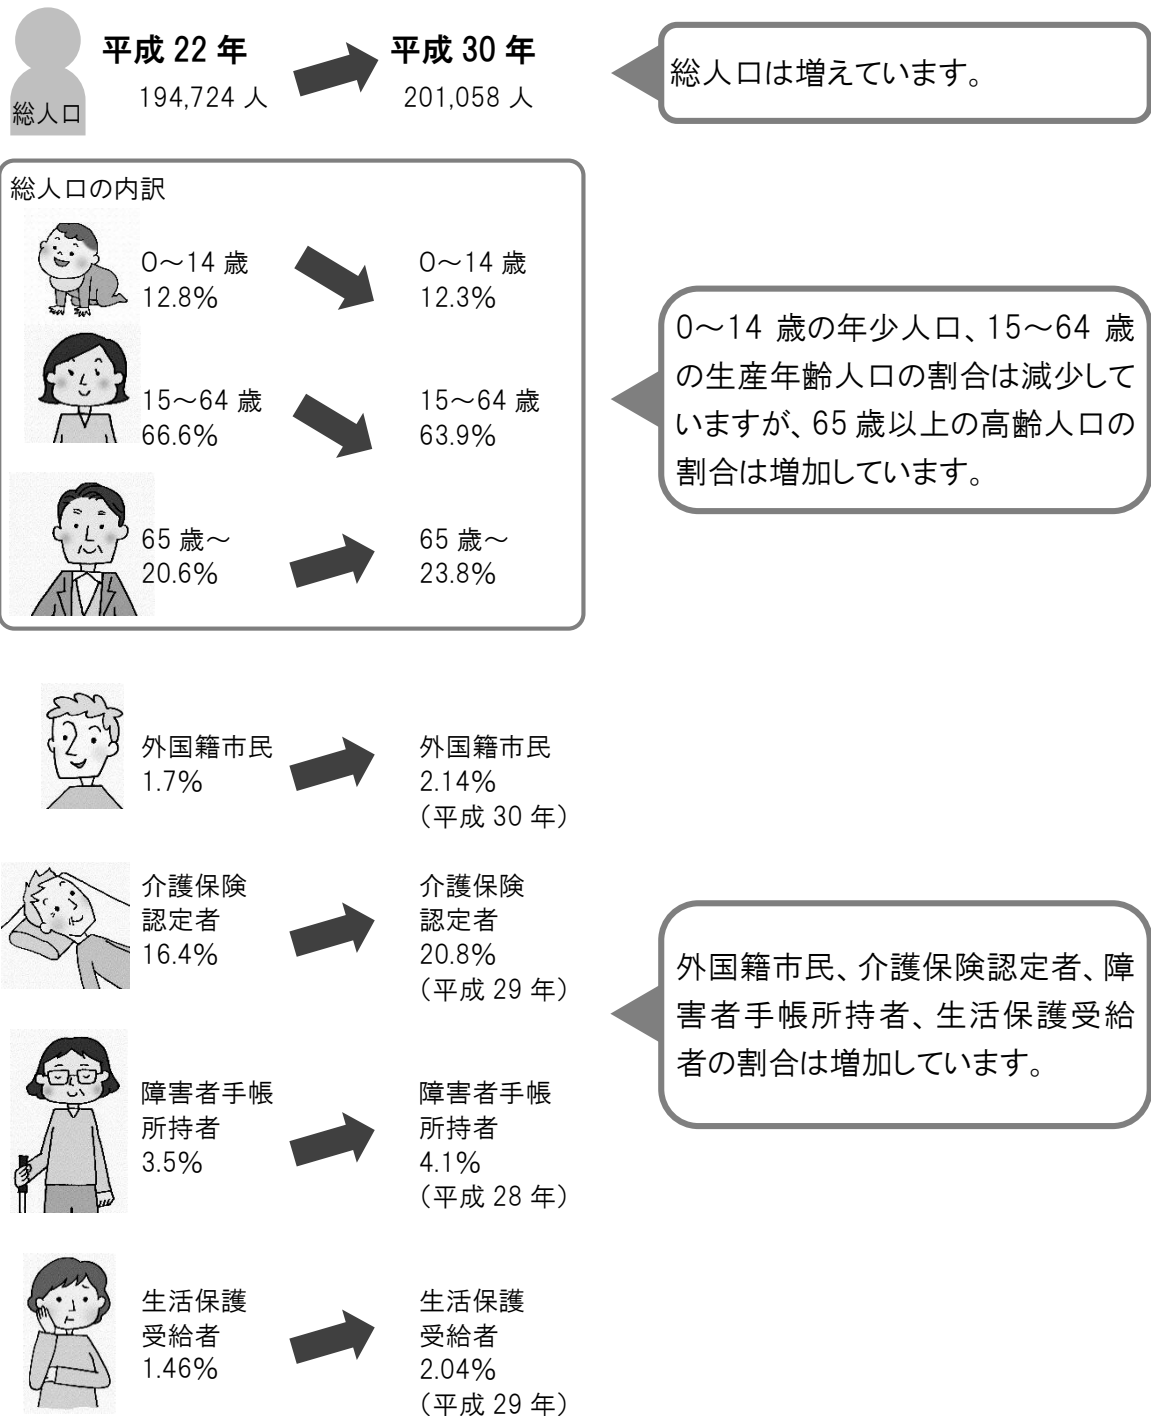 平成 22 年
平成 30 年
194,724 人
201,058 人
総人口
総人口は増えています。
総人口の内訳
0～14 歳
12.8%
0～14 歳
12.3%
15～64 歳
66.6%
15～64 歳
63.9%
65 歳～
20.6%
65 歳～
23.8%
0～14 歳の年少人口、15～64 歳
の生産年齢人口の割合は減少して
いますが、65 歳以上の高齢人口の
割合は増加しています。
外国籍市民
1.7%
外国籍市民
2.14%
（平成 30 年）
介護保険
認定者
16.4%
介護保険
認定者
20.8%
（平成 29 年）
障害者手帳
所持者
3.5%
障害者手帳
所持者
4.1%
（平成 28 年）
生活保護
受給者
1.46%
生活保護
受給者
2.04%
（平成 29 年）
外国籍市民、介護保険認定者、障
害者手帳所持者、生活保護受給
者の割合は増加しています。